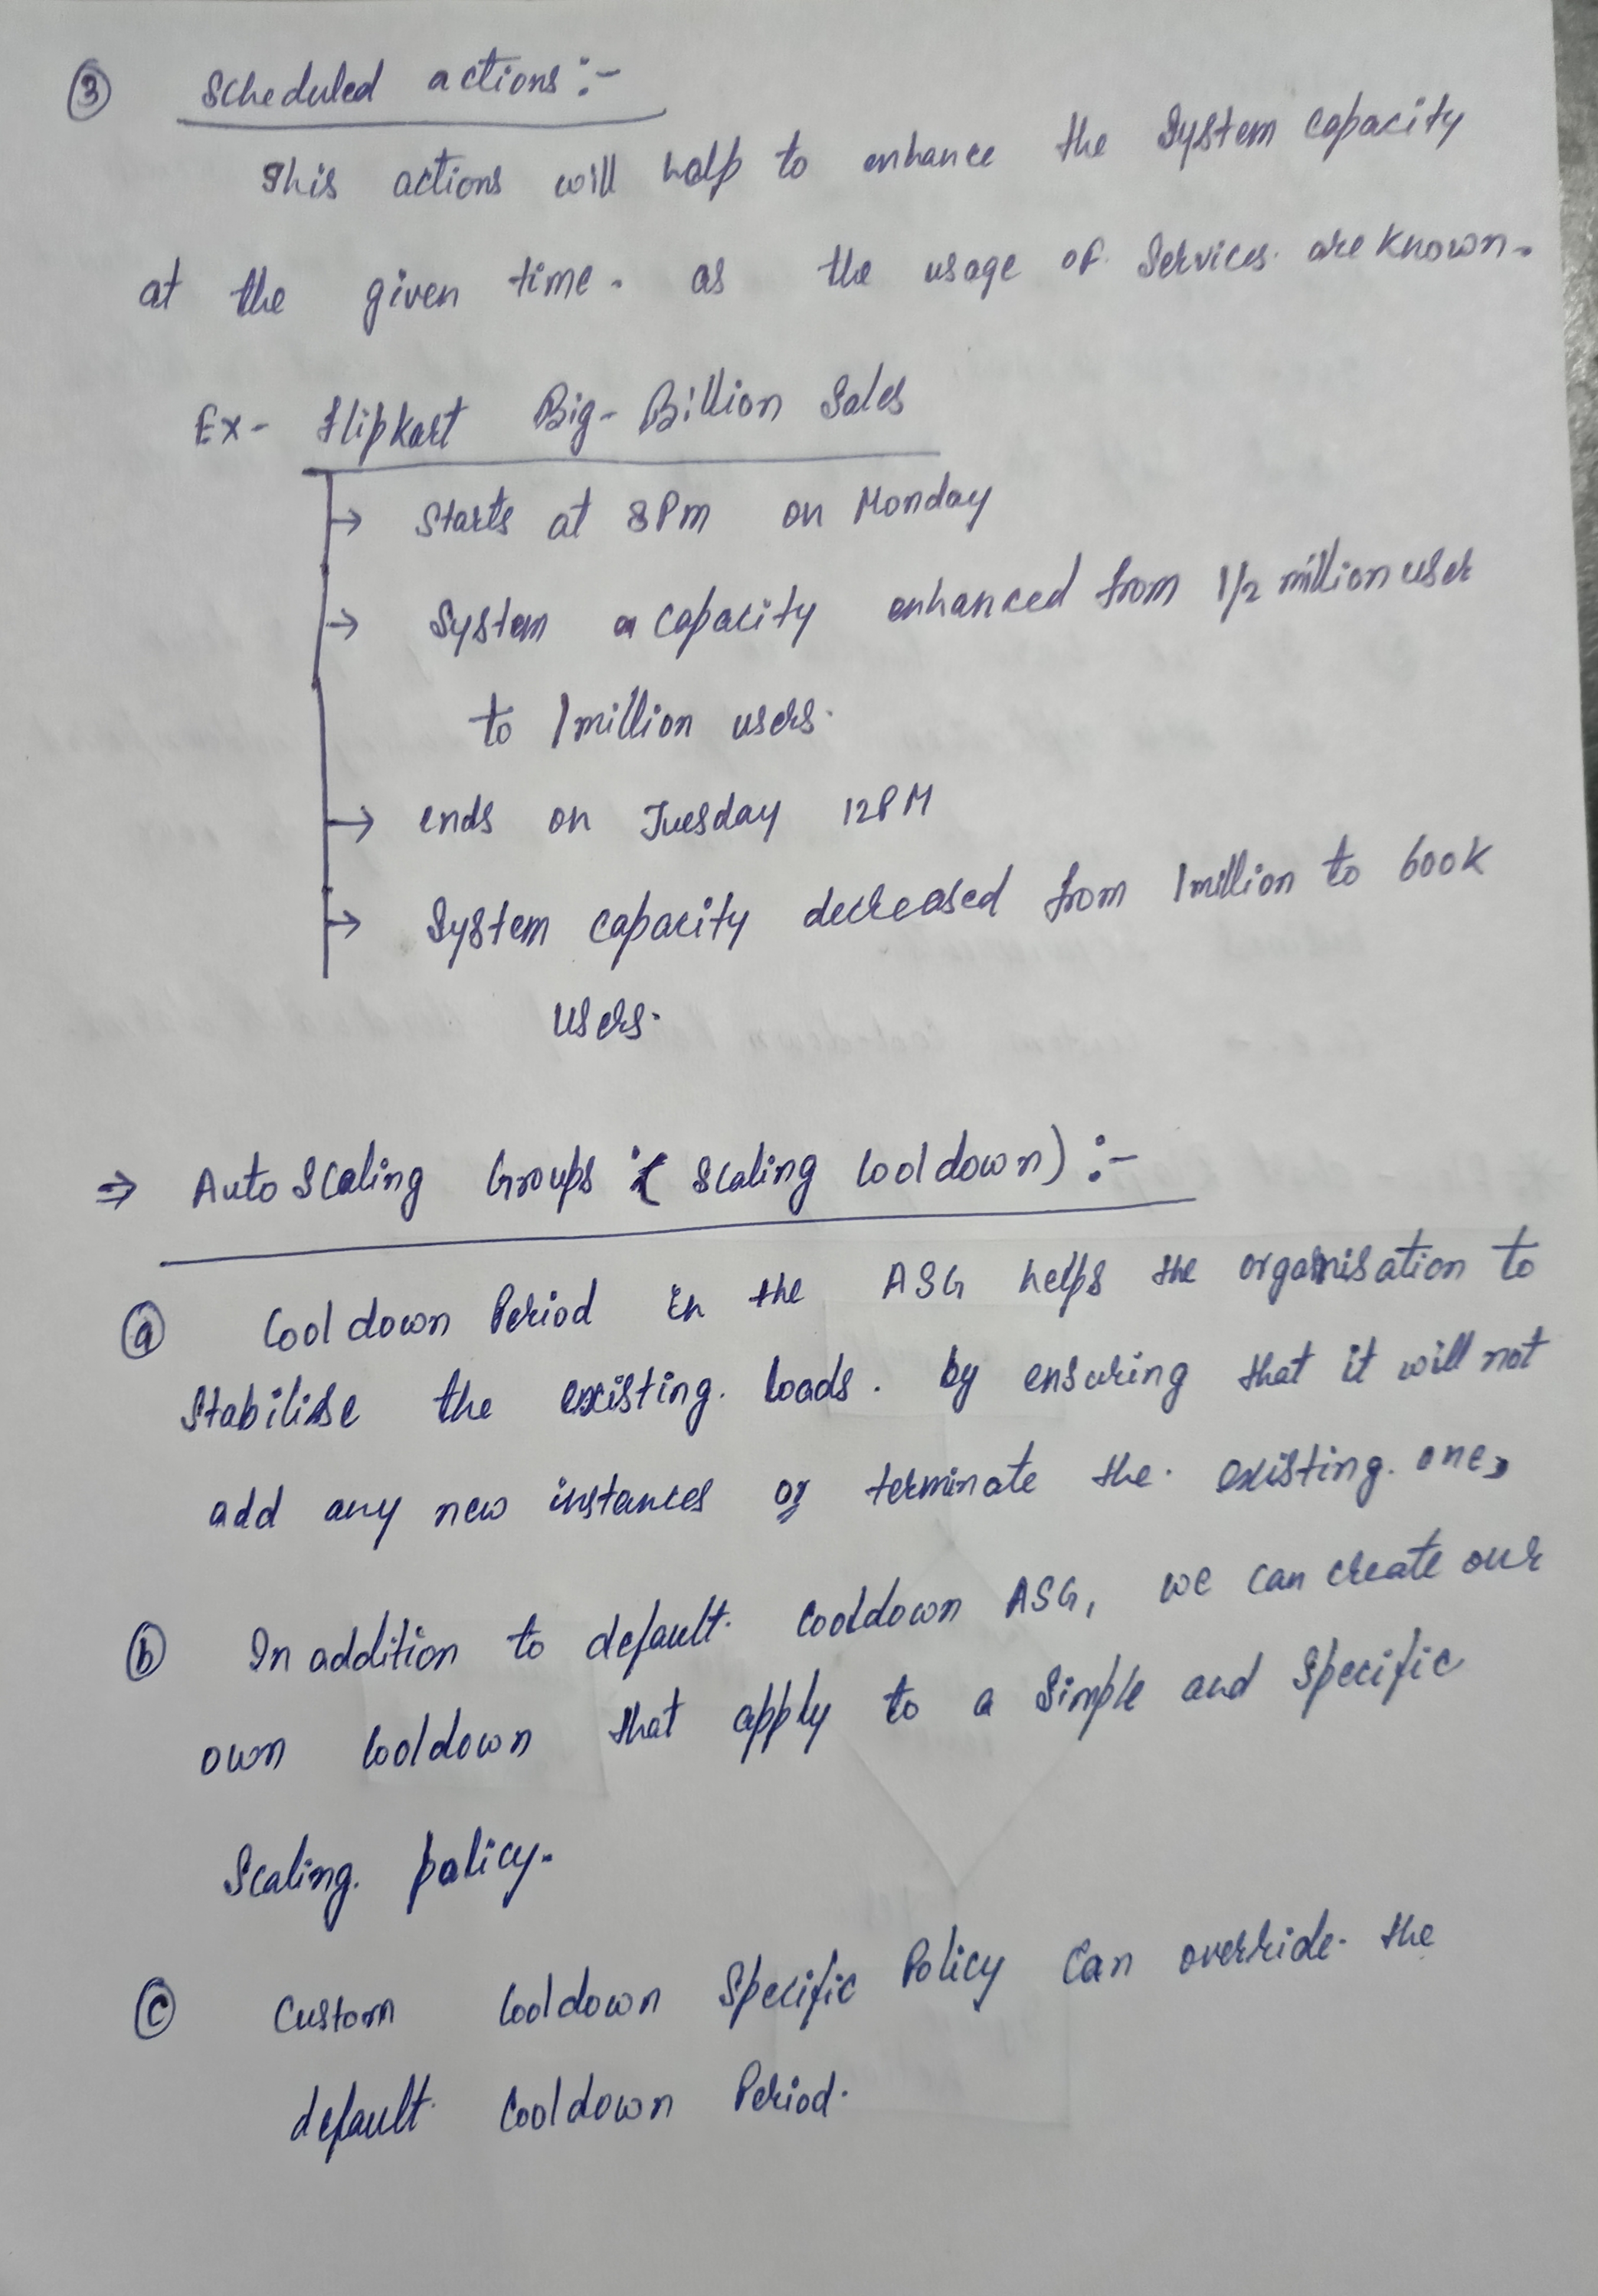 ③ Scheduled actions :-
This actions will help to enhance the System capacity
at the given time. as the usage of Services. are known.
Ex- Flipkart Big-Billion Sales
→ Starts at 8Pm on Monday
→ System capacity enhanced from 1/2 million user
to 1million users.
→ ends on Tuesday 12PM
→ System capacity decreased from 1million to 600K
users.
⇒ Auto Scaling Groups (Scaling Cooldown) :-
ⓐ Cooldown Period in the ASG helps the organisation to
Stabilise the existing. loads. by ensuring that it will not
add any new instances or terminate the. existing. one,
ⓑ In addition to default. Cooldown ASG, we can create our
own Cooldown that apply to a Simple and Specific
Scaling. policy.
ⓒ Custom Cooldown Specific Policy Can override. the
default. Cooldown Period.